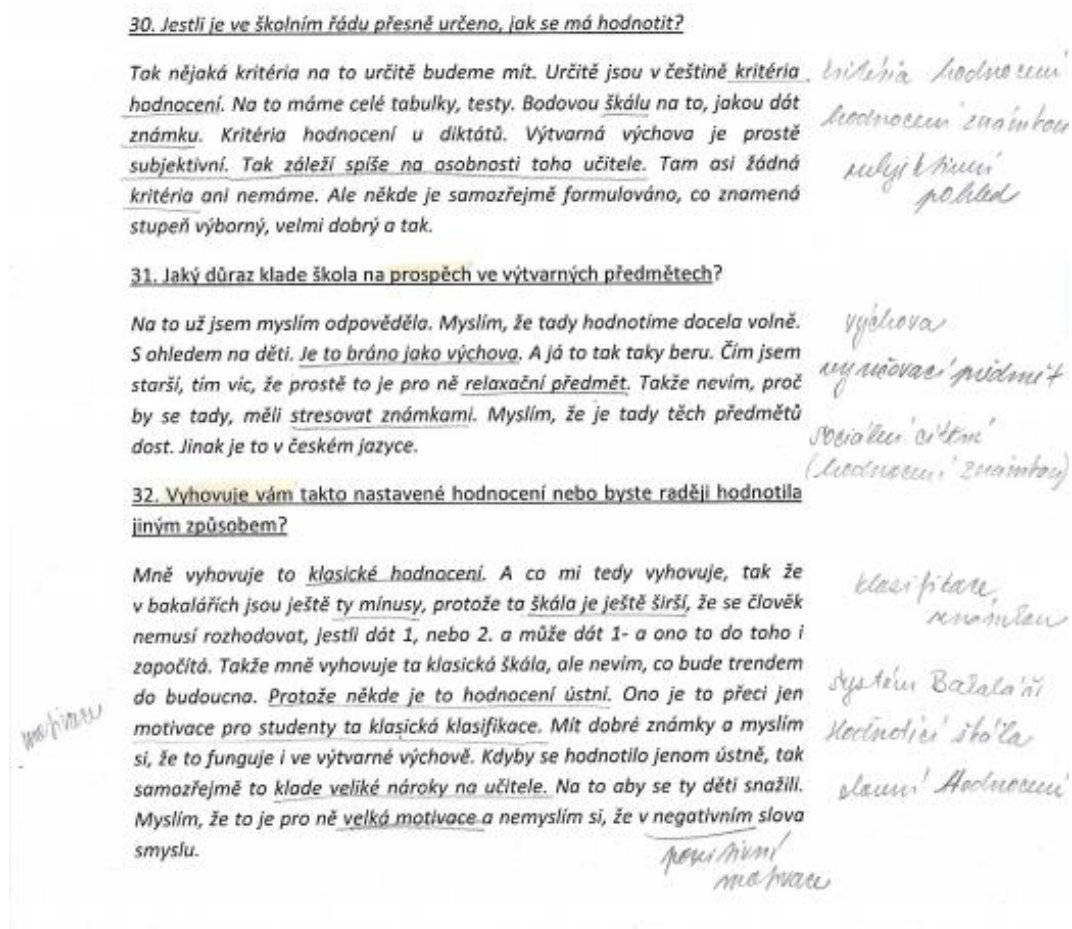 30. Jestli je ve školním řádu přesně určeno, jak se má hodnotit?
Tak nějaká kritéria na to určitě budeme mít. Určitě jsou v češtině kritéria
hodnocení. Na to máme celé tabulky, testy. Bodovou škálu na to, jakou dát
známku. Kritéria hodnocení u diktátů. Výtvarná výchova je prostě
subjektivní. Tak záleží spíše na osobnosti toho učitele. Tam asi žádná
kritéria ani nemáme. Ale někde je samozřejmě formulováno, co znamená
stupeň výborný, velmi dobrý a tak.
kritéria hodnocení
hodnocení známkou
subjektivní
pohled
31. Jaký důraz klade škola na prospěch ve výtvarných předmětech?
Na to už jsem myslím odpověděla. Myslím, že tady hodnotíme docela volně.
S ohledem na děti. Je to bráno jako výchova. A já to tak taky beru. Čím jsem
starší, tím víc, že prostě to je pro ně relaxační předmět. Takže nevím, proč
by se tady, měli stresovat známkami. Myslím, že je tady těch předmětů
dost. Jinak je to v českém jazyce.
výchova
vyučovací předmět
sociální cítění
(hodnocení známkou)
32. Vyhovuje vám takto nastavené hodnocení nebo byste raději hodnotila
jiným způsobem?
Mně vyhovuje to klasické hodnocení. A co mi tedy vyhovuje, tak že
v bakalářích jsou ještě ty mínusy, protože ta škála je ještě širší, že se člověk
nemusí rozhodovat, jestli dát 1, nebo 2. a může dát 1- a ono to do toho i
započítá. Takže mně vyhovuje ta klasická škála, ale nevím, co bude trendem
do budoucna. Protože někde je to hodnocení ústní. Ono je to přeci jen
motivace pro studenty ta klasická klasifikace. Mít dobré známky a myslím
si, že to funguje i ve výtvarné výchově. Kdyby se hodnotilo jenom ústně, tak
samozřejmě to klade veliké nároky na učitele. Na to aby se ty děti snažili.
Myslím, že to je pro ně velká motivace a nemyslím si, že v negativním slova
smyslu.
klasifikace,
známkou
systém Bakaláři
Hodnotící škála
slovní Hodnocení
motivace
pozitivní
motivace